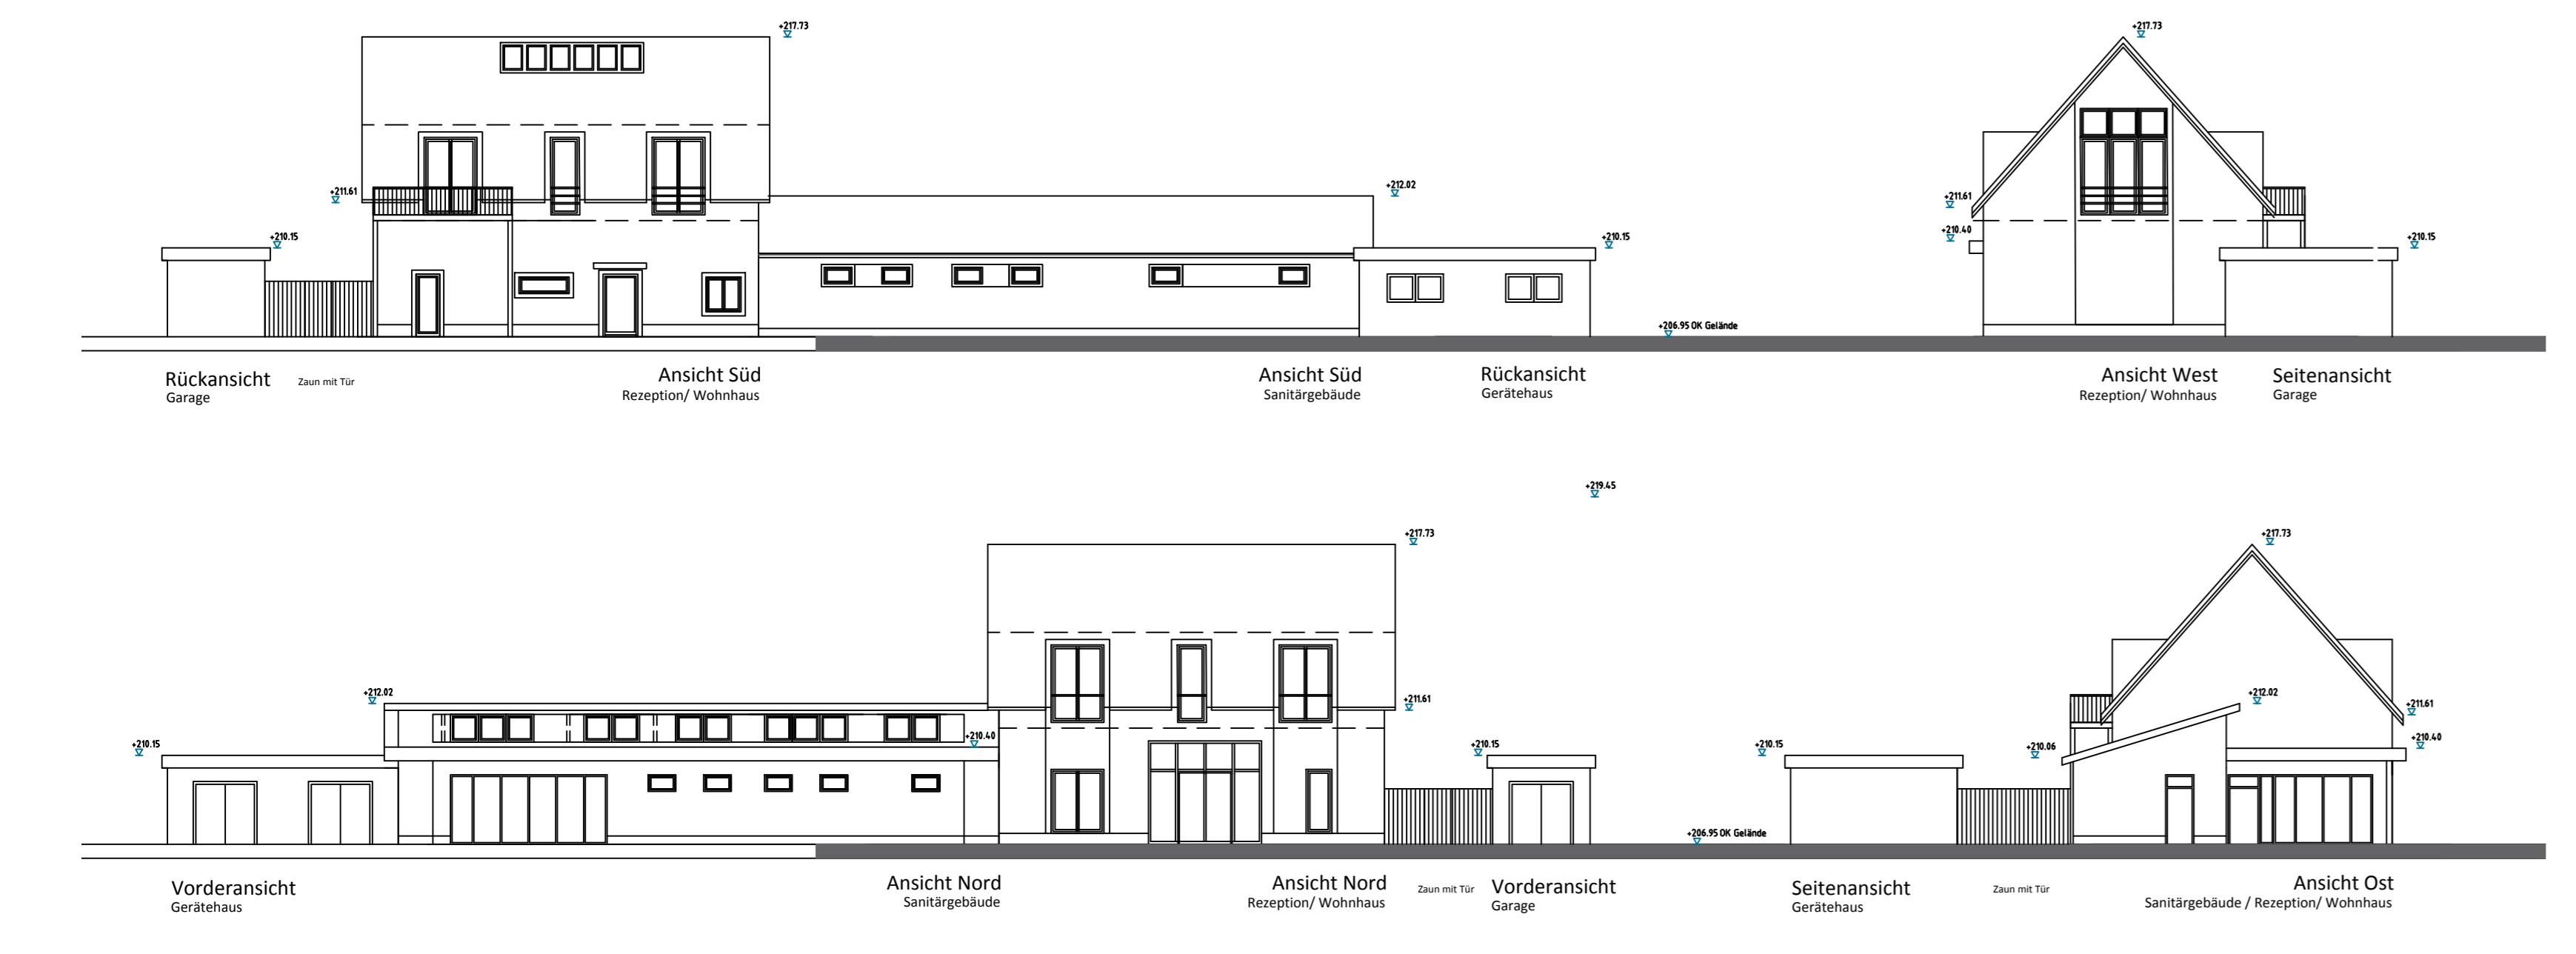 +217.73
+217.73
+211.61
+212.02
+211.61
+210.15
+210.15
+210.40
+210.15
+206.95 OK Gelände
Rückansicht
Garage
Zaun mit Tür
Ansicht Süd
Rezeption/ Wohnhaus
Ansicht Süd
Sanitärgebäude
Rückansicht
Gerätehaus
Ansicht West
Rezeption/ Wohnhaus
Seitenansicht
Garage
+219.45
+217.73
+217.73
+212.02
+211.61
+212.02
+211.61
+210.15
+210.40
+210.15
+210.15
+210.06
+210.40
+206.95 OK Gelände
Vorderansicht
Gerätehaus
Ansicht Nord
Sanitärgebäude
Ansicht Nord
Rezeption/ Wohnhaus
Zaun mit Tür
Vorderansicht
Garage
Seitenansicht
Gerätehaus
Zaun mit Tür
Ansicht Ost
Sanitärgebäude / Rezeption/ Wohnhaus